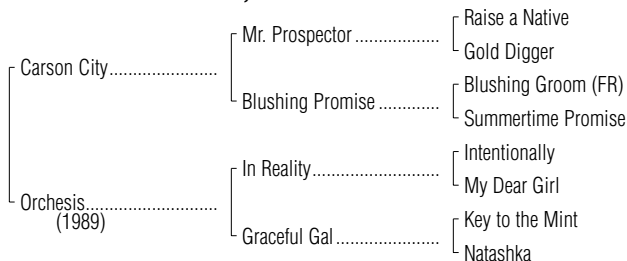 Raise a Native
Mr. Prospector ....................
Gold Digger
Carson City.........................
Blushing Groom (FR)
Blushing Promise ..............
Summertime Promise
Intentionally
In Reality..............................
My Dear Girl
Orchesis..............................
(1989)
Key to the Mint
Graceful Gal ........................
Natashka